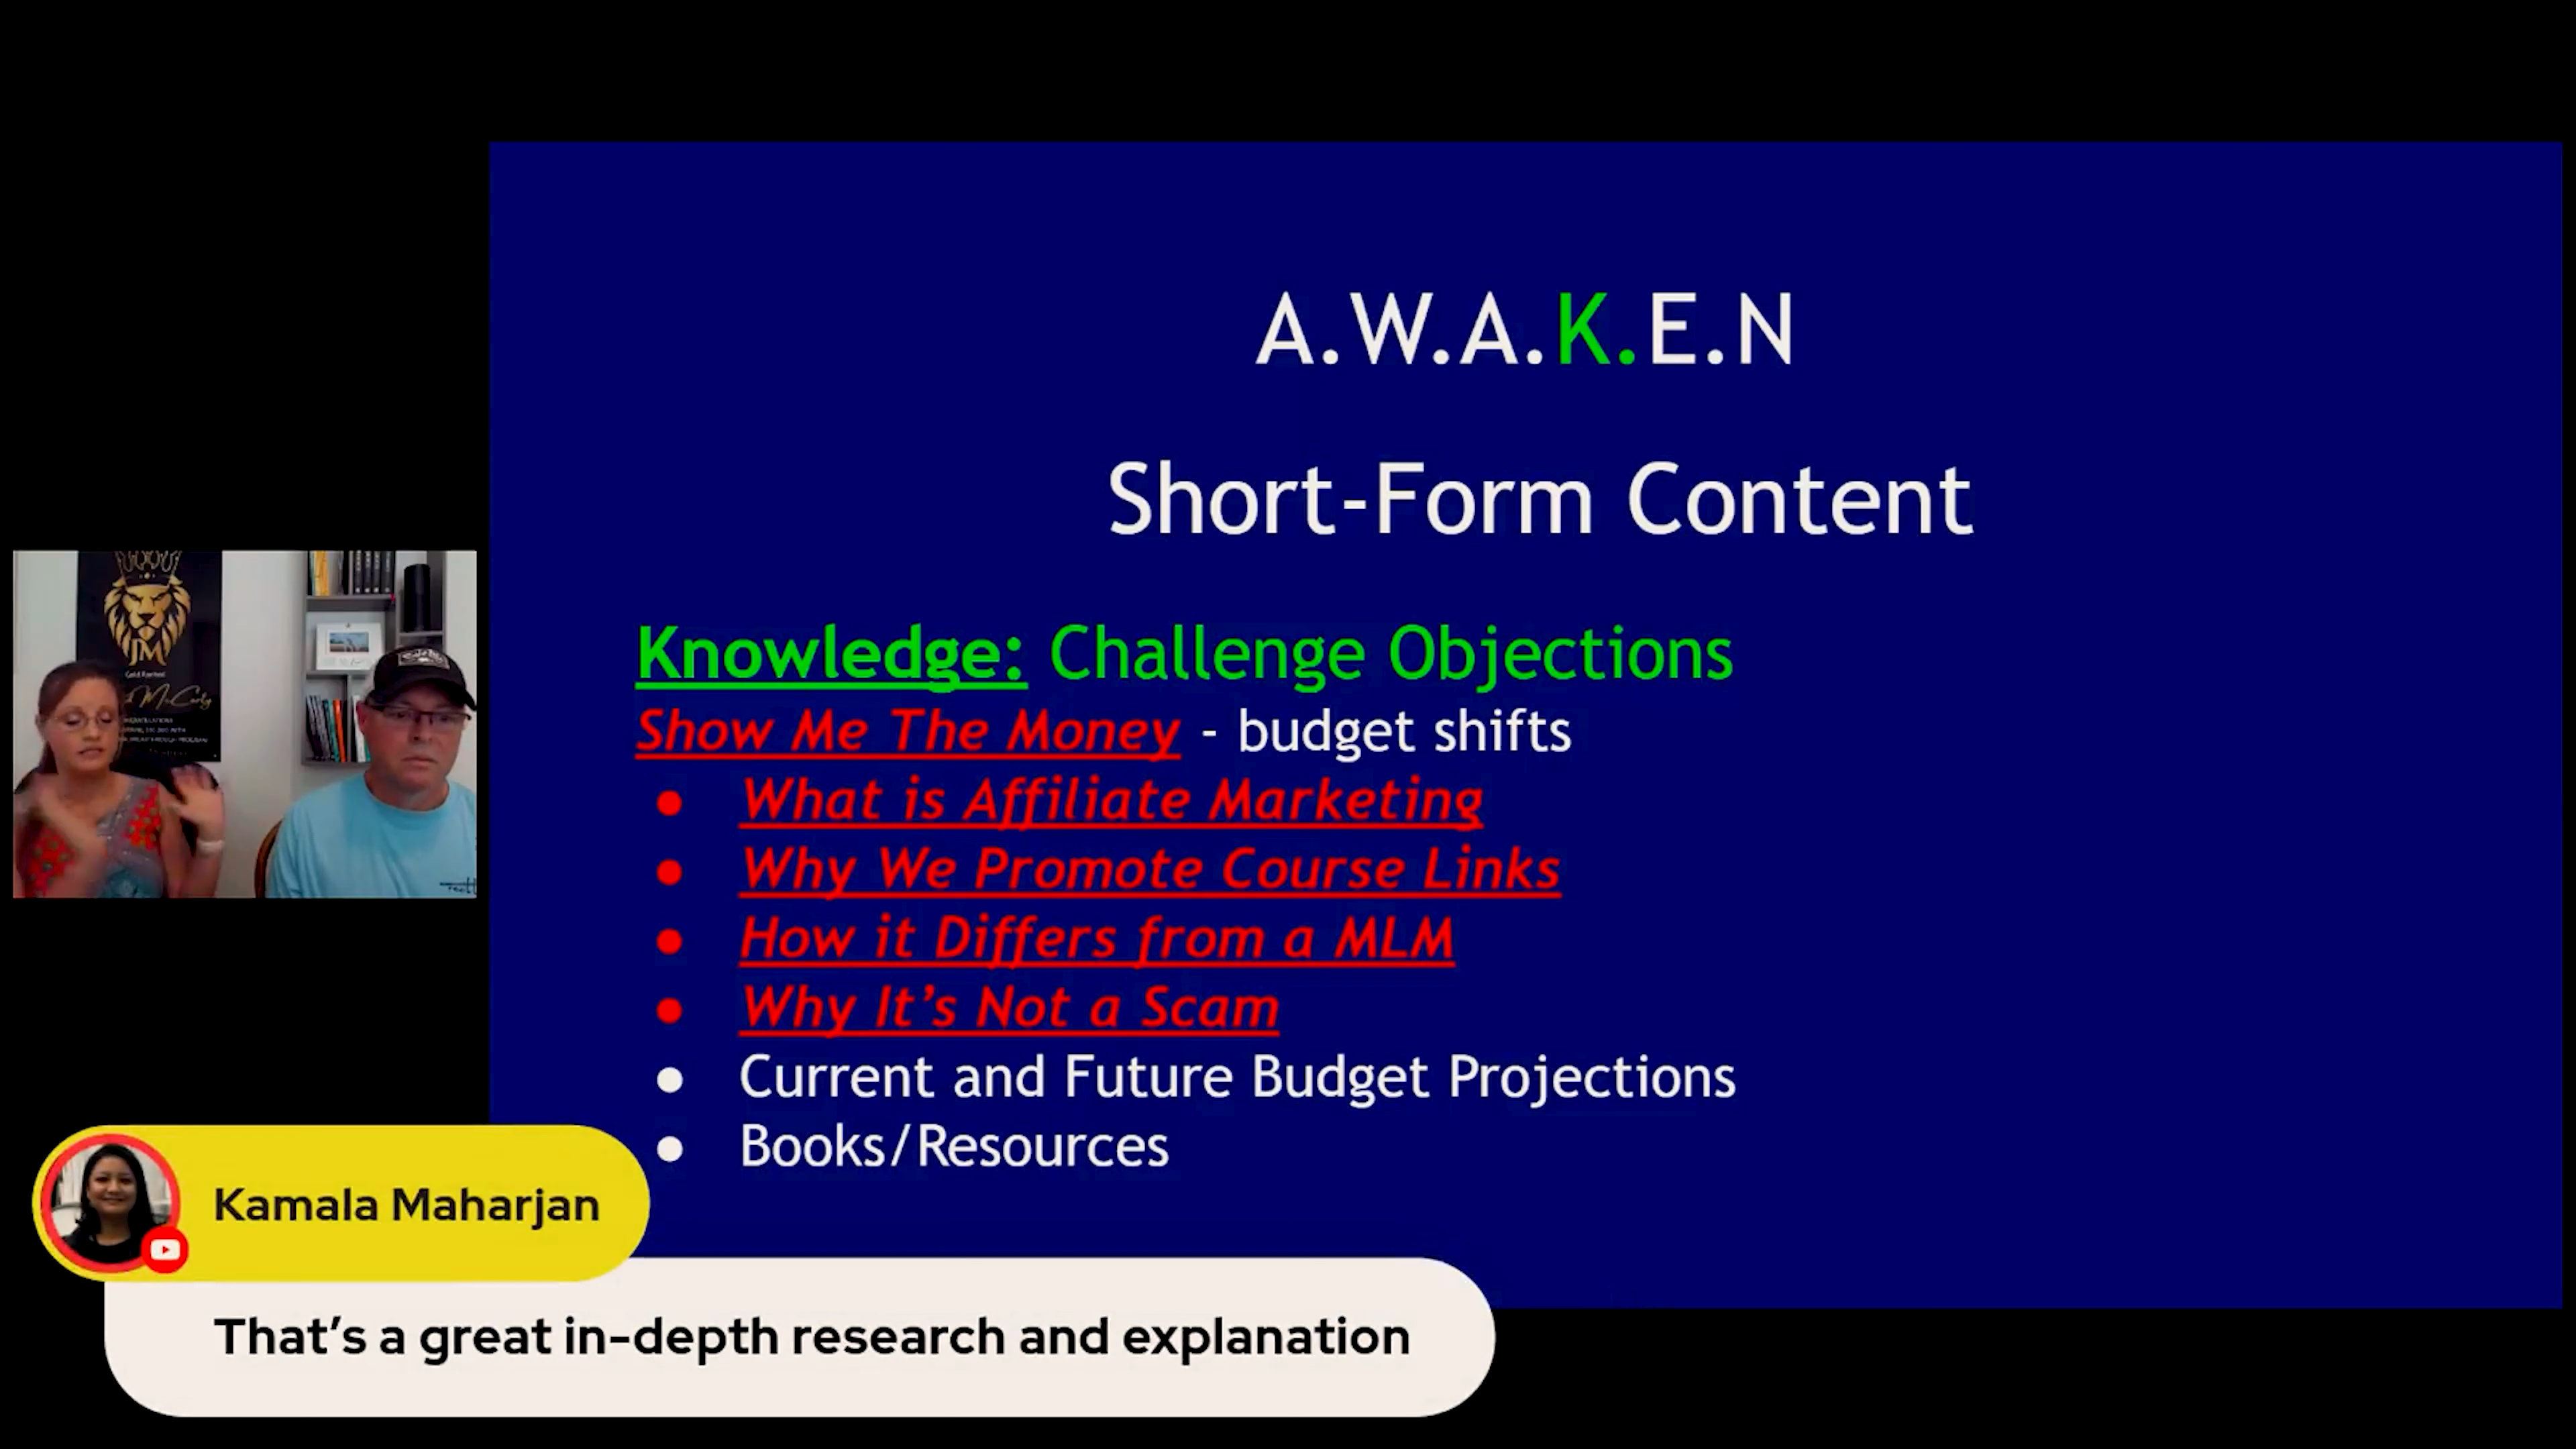 A.W.A.K.E.N
Short-Form Content
Knowledge: Challenge Objections
Show Me The Money - budget shifts
● What is Affiliate Marketing
● Why We Promote Course Links
● How it Differs from a MLM
● Why It's Not a Scam
● Current and Future Budget Projections
● Books/Resources
JM
Kamala Maharjan
That's a great in-depth research and explanation